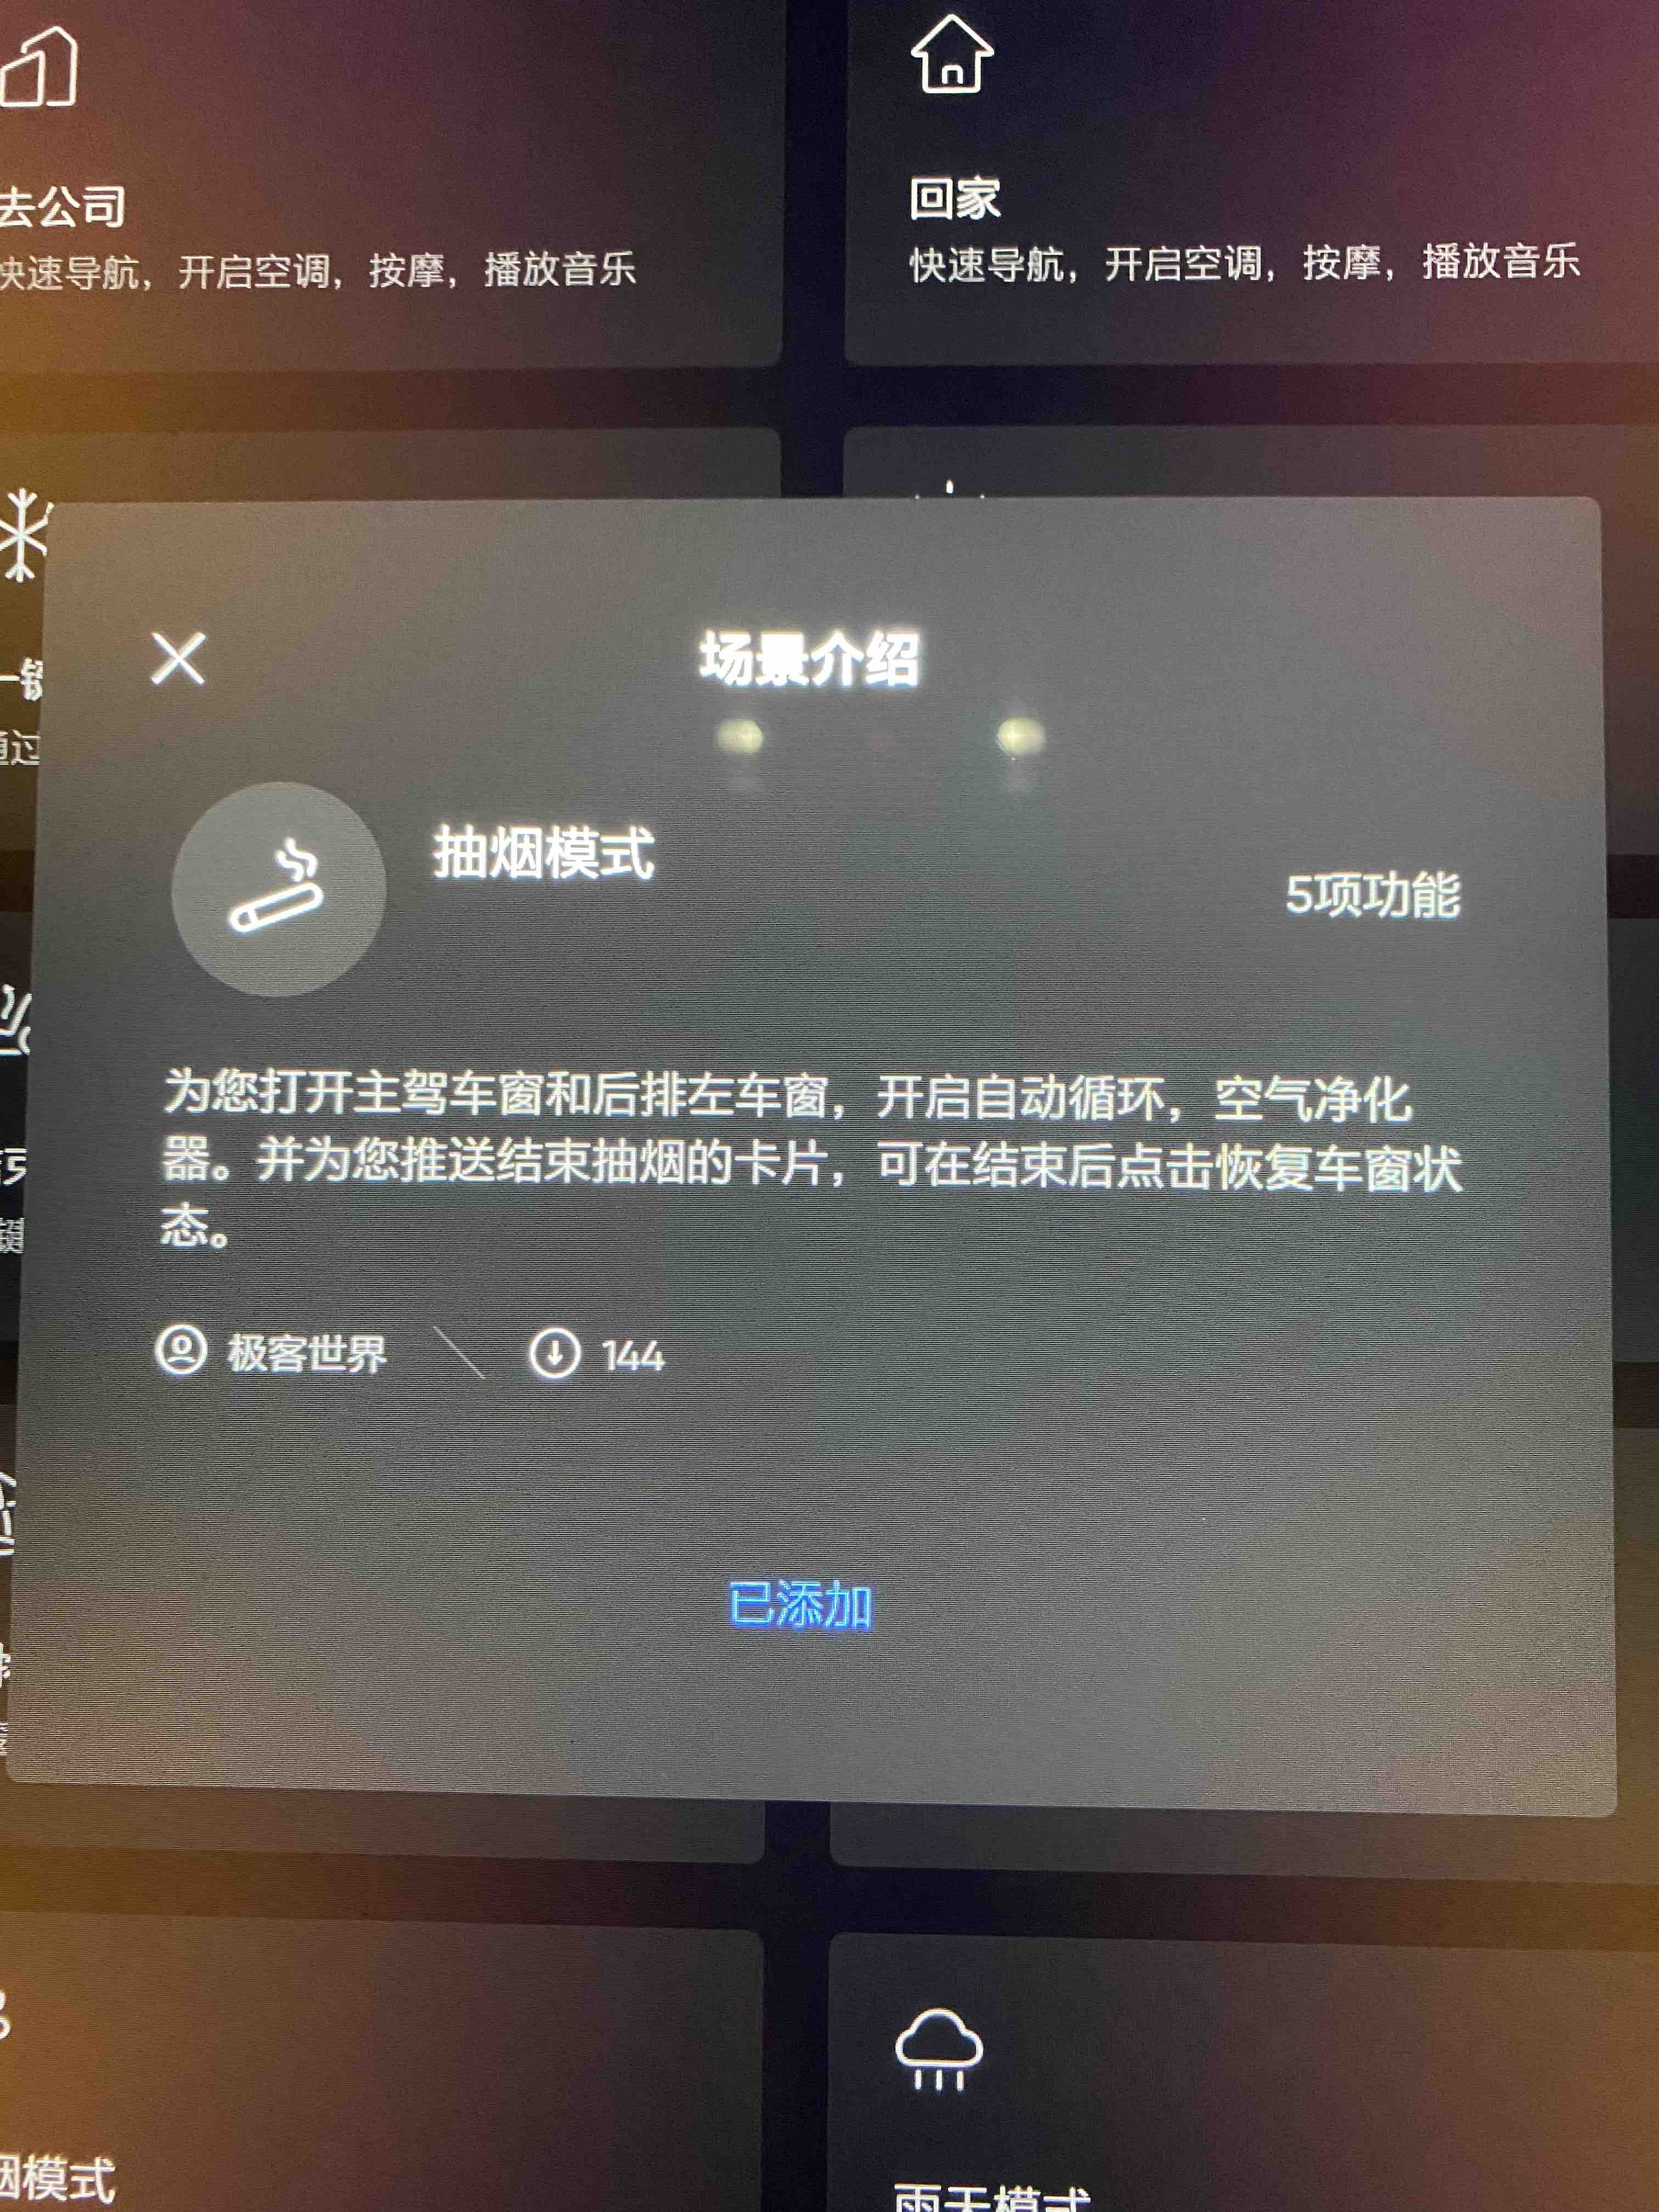 去公司
快速导航，开启空调，按摩，播放音乐
回家
快速导航，开启空调，按摩，播放音乐
场景介绍
抽烟模式
5项功能
为您打开主驾车窗和后排左车窗，开启自动循环，空气净化
器。并为您推送结束抽烟的卡片，可在结束后点击恢复车窗状
态。
极客世界
144
已添加
烟模式
雨天模式